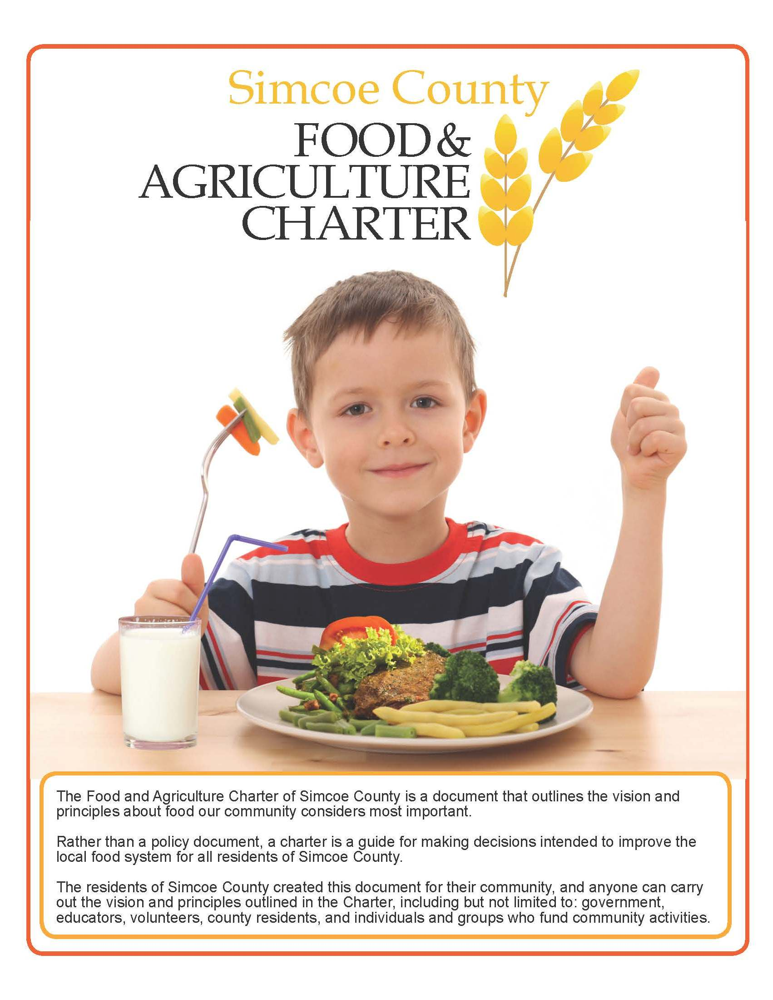 Simcoe County
FOOD &
AGRICULTURE
CHARTER
The Food and Agriculture Charter of Simcoe County is a document that outlines the vision and
principles about food our community considers most important.
Rather than a policy document, a charter is a guide for making decisions intended to improve the
local food system for all residents of Simcoe County.
The residents of Simcoe County created this document for their community, and anyone can carry
out the vision and principles outlined in the Charter, including but not limited to: government,
educators, volunteers, county residents, and individuals and groups who fund community activities.